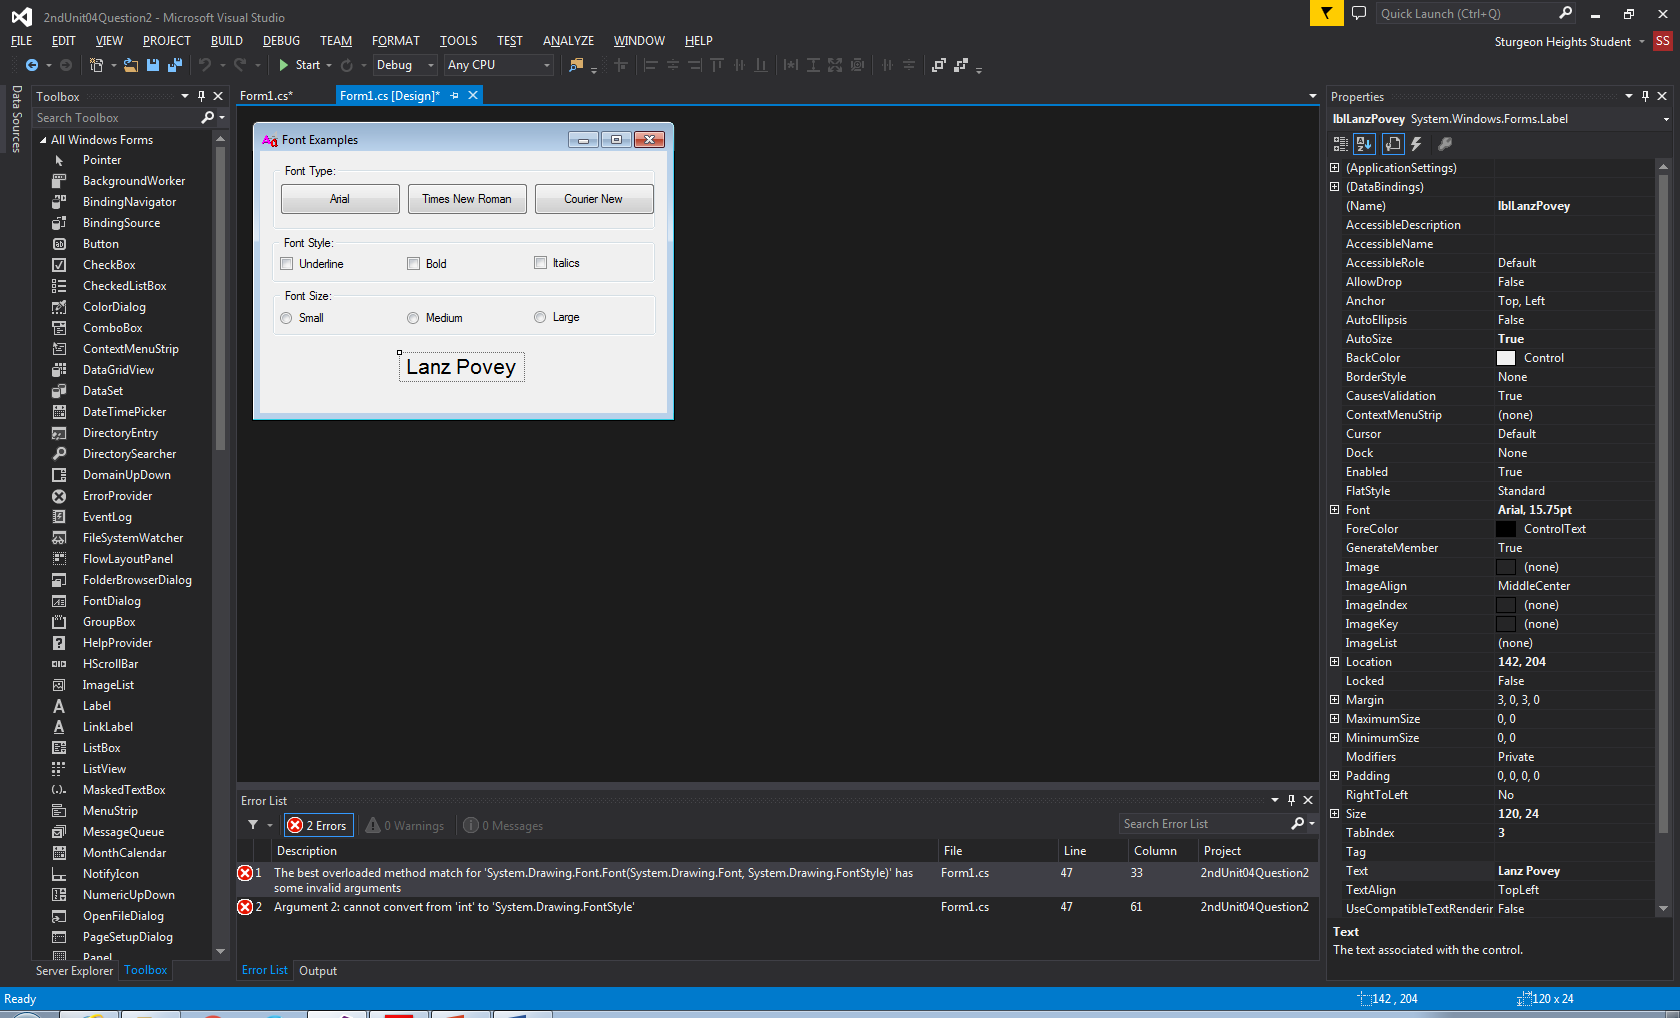 2ndUnit04Question2 - Microsoft Visual Studio
Quick Launch (Ctrl+Q)
FILE EDIT VIEW PROJECT BUILD DEBUG TEAM FORMAT TOOLS TEST ANALYZE WINDOW HELP
Sturgeon Heights Student SS
Start Debug Any CPU
Data Sources
Toolbox
Search Toolbox
All Windows Forms
Pointer
BackgroundWorker
BindingNavigator
BindingSource
Button
CheckBox
CheckedListBox
ColorDialog
ComboBox
ContextMenuStrip
DataGridView
DataSet
DateTimePicker
DirectoryEntry
DirectorySearcher
DomainUpDown
ErrorProvider
EventLog
FileSystemWatcher
FlowLayoutPanel
FolderBrowserDialog
FontDialog
GroupBox
HelpProvider
HScrollBar
ImageList
Label
LinkLabel
ListBox
ListView
MaskedTextBox
MenuStrip
MessageQueue
MonthCalendar
NotifyIcon
NumericUpDown
OpenFileDialog
PageSetupDialog
Panel
Server Explorer Toolbox
Form1.cs* Form1.cs [Design]*
Font Examples
Font Type:
Arial Times New Roman Courier New
Font Style:
Underline Bold Italics
Font Size:
Small Medium Large
Lanz Povey
Error List
2 Errors 0 Warnings 0 Messages
Search Error List
Description File Line Column Project
1 The best overloaded method match for 'System.Drawing.Font.Font(System.Drawing.Font, System.Drawing.FontStyle)' has Form1.cs 47 33 2ndUnit04Question2
some invalid arguments
2 Argument 2: cannot convert from 'int' to 'System.Drawing.FontStyle' Form1.cs 47 61 2ndUnit04Question2
Error List Output
Properties
lblLanzPovey System.Windows.Forms.Label
(ApplicationSettings)
(DataBindings)
(Name) lblLanzPovey
AccessibleDescription
AccessibleName
AccessibleRole Default
AllowDrop False
Anchor Top, Left
AutoEllipsis False
AutoSize True
BackColor Control
BorderStyle None
CausesValidation True
ContextMenuStrip (none)
Cursor Default
Dock None
Enabled True
FlatStyle Standard
Font Arial, 15.75pt
ForeColor ControlText
GenerateMember True
Image (none)
ImageAlign MiddleCenter
ImageIndex (none)
ImageKey (none)
ImageList (none)
Location 142, 204
Locked False
Margin 3, 0, 3, 0
MaximumSize 0, 0
MinimumSize 0, 0
Modifiers Private
Padding 0, 0, 0, 0
RightToLeft No
Size 120, 24
TabIndex 3
Tag
Text Lanz Povey
TextAlign TopLeft
UseCompatibleTextRenderir False
Text
The text associated with the control.
Ready 142 , 204 120 x 24